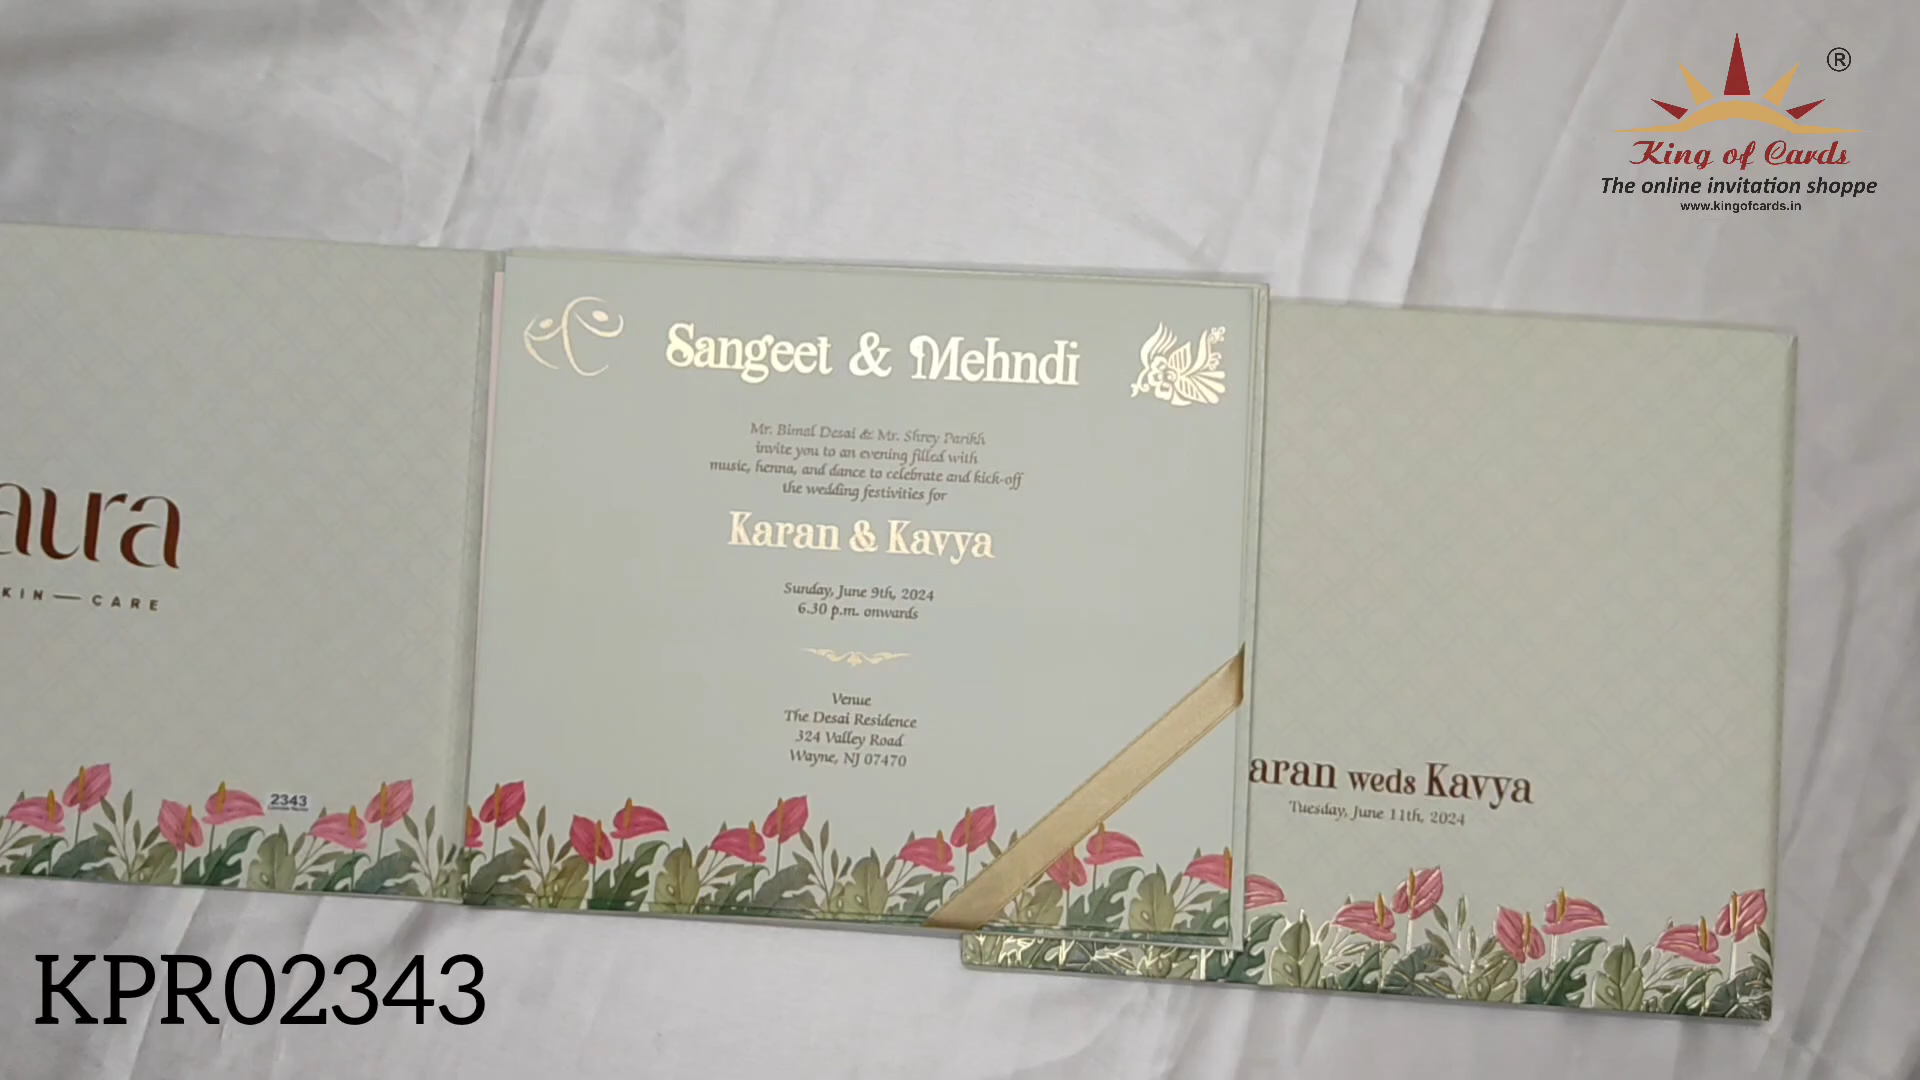 ®
King of Cards
The online invitation shoppe
www.kingofcards.in
aura
KIN — CARE
2343
Sangeet & Mehndi
Mr. Bimal Desai & Mr. Shrey Parikh
invite you to an evening filled with
music, henna, and dance to celebrate and kick-off
the wedding festivities for
Karan & Kavya
Sunday, June 9th, 2024
6.30 p.m. onwards
Venue
The Desai Residence
324 Valley Road
Wayne, NJ 07470
aran weds Kavya
Tuesday, June 11th, 2024
KPR02343